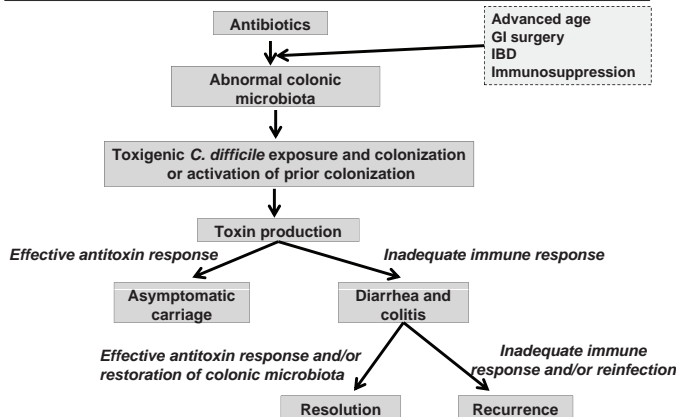 Antibiotics
Advanced age
GI surgery
IBD
Immunosuppression
Abnormal colonic
microbiota
Toxigenic C. difficile exposure and colonization
or activation of prior colonization
Toxin production
Effective antitoxin response
Inadequate immune response
Asymptomatic
carriage
Diarrhea and
colitis
Effective antitoxin response and/or
restoration of colonic microbiota
Inadequate immune
response and/or reinfection
Resolution
Recurrence